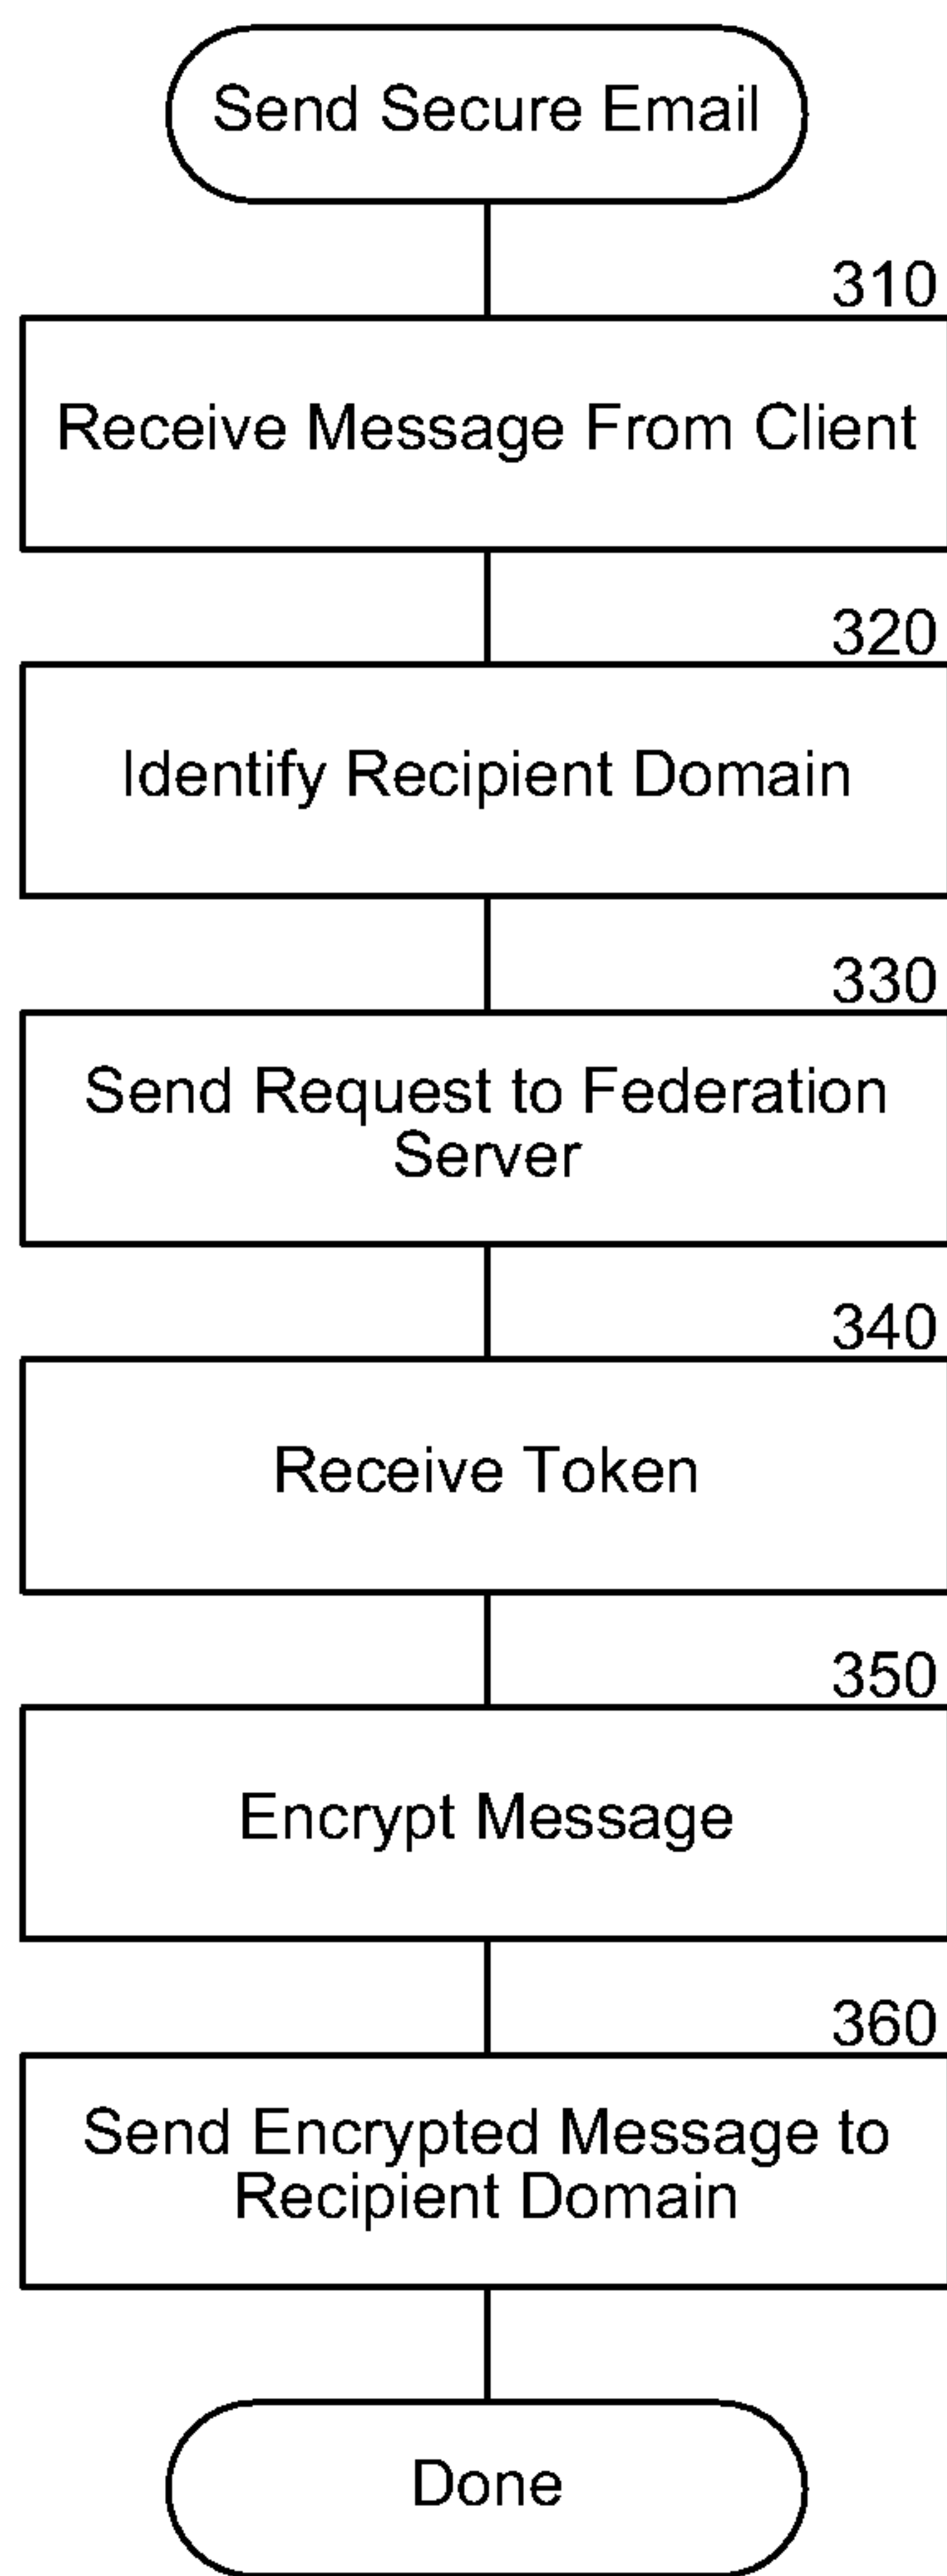 Send Secure Email
310
Receive Message From Client
320
Identify Recipient Domain
330
Send Request to Federation
Server
340
Receive Token
350
Encrypt Message
360
Send Encrypted Message to
Recipient Domain
Done